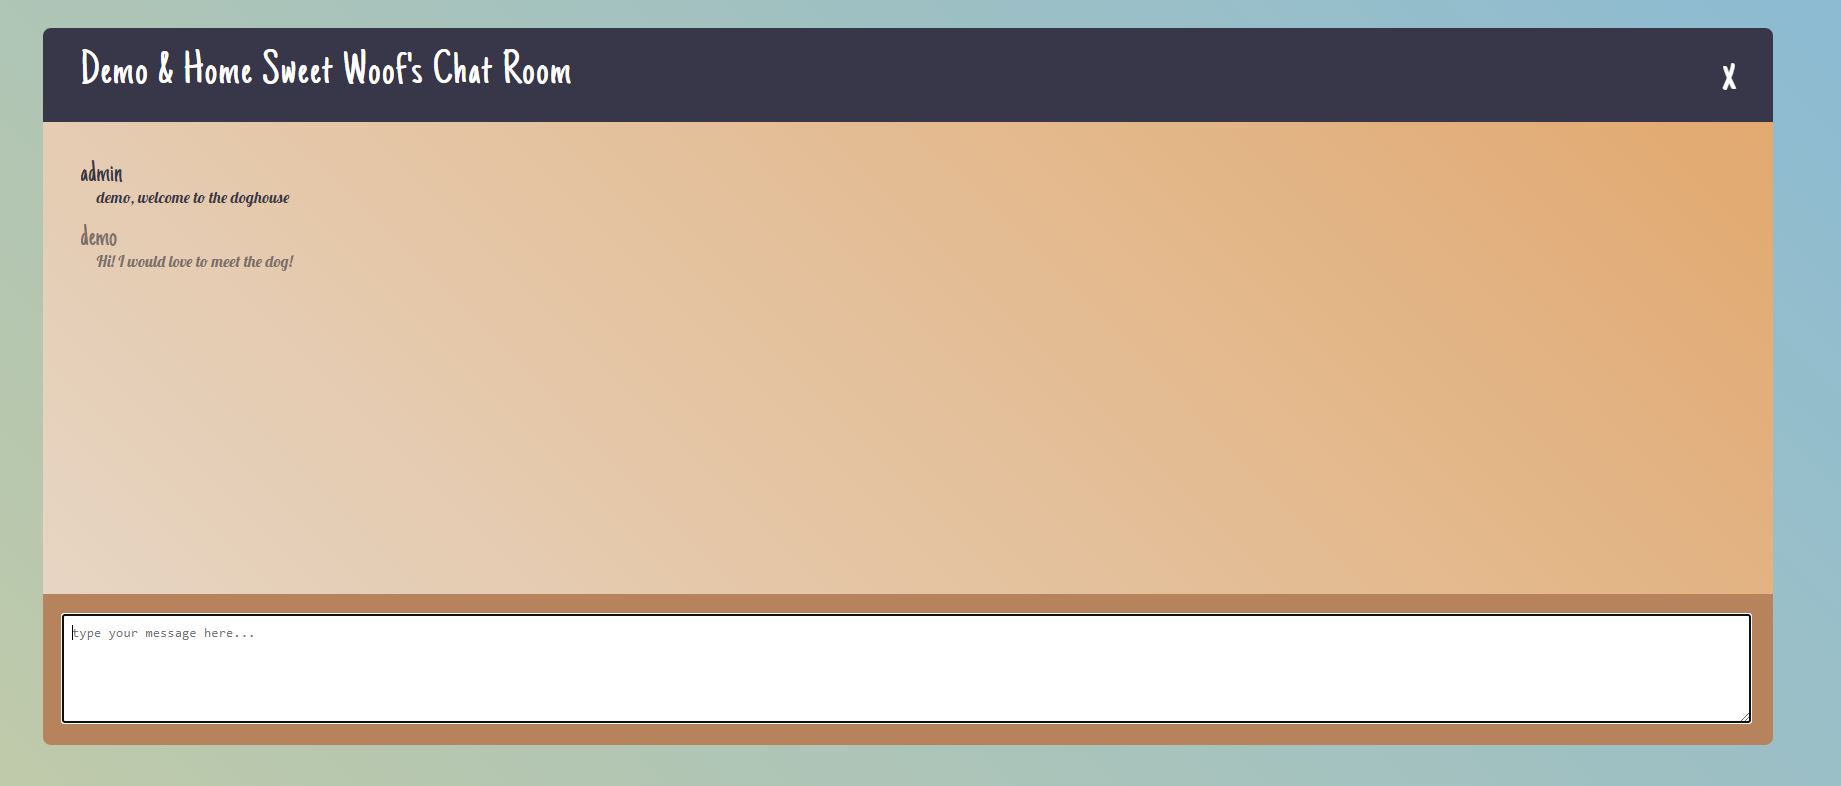 Demo & Home Sweet Woof's Chat Room
X
admin
demo, welcome to the doghouse
demo
Hi! I would love to meet the dog!
type your message here...